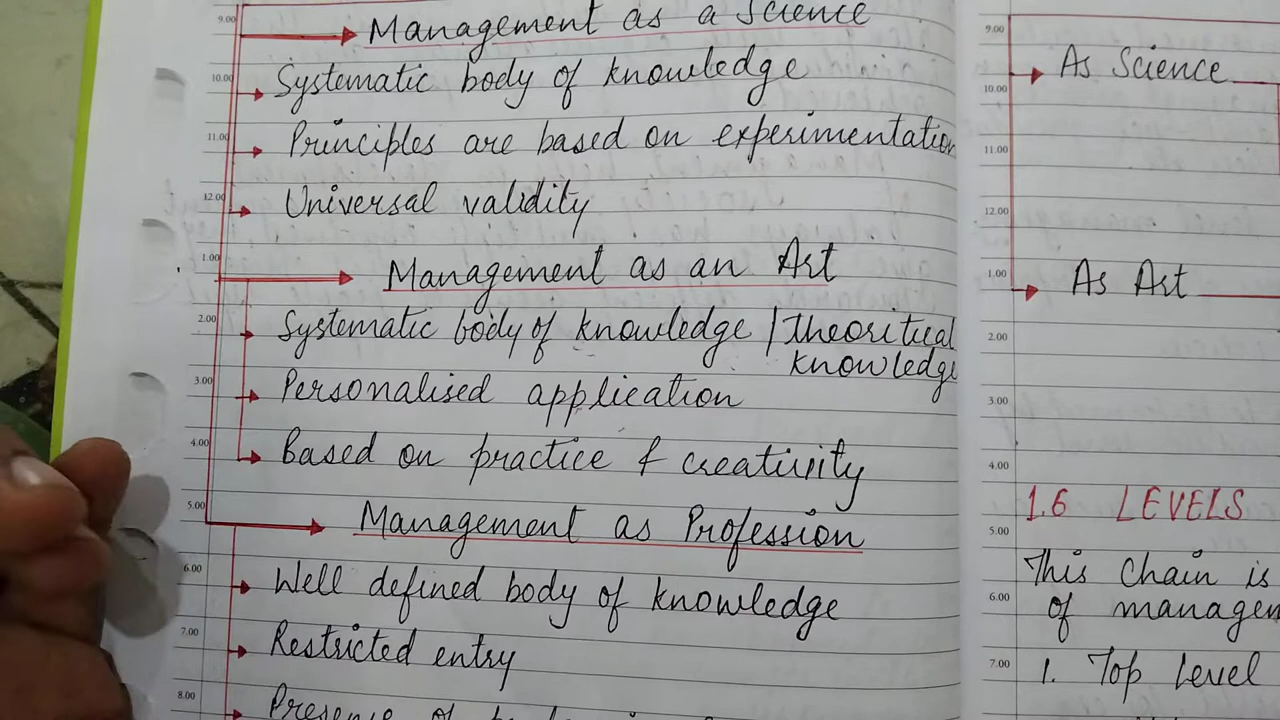 9.00
Management as a Science
10.00
Systematic body of knowledge
11.00
Principles are based on experimentation
12.00
Universal validity
1.00
Management as an Art
2.00
Systematic body of knowledge / Theoritical
knowledge
3.00
Personalised application
4.00
Based on practice & creativity
5.00
Management as Profession
6.00
Well defined body of knowledge
7.00
Restricted entry
8.00
of
9.00
As Science
10.00
11.00
12.00
1.00
As Art
2.00
3.00
4.00
1.6 LEVELS
5.00
This chain is
6.00
of managem
7.00
1. Top Level